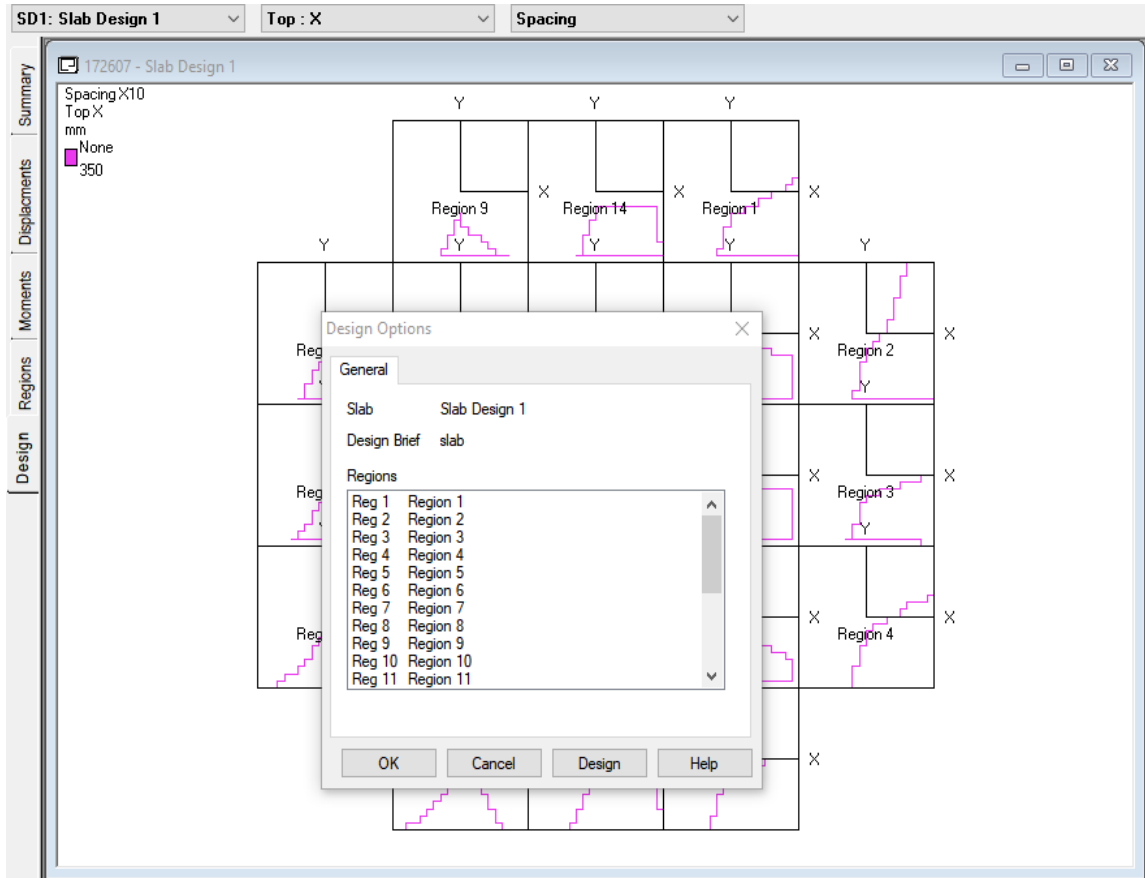 SD1: Slab Design 1 Top : X Spacing
172607 - Slab Design 1
Summary
Displacments
Moments
Regions
Design
Spacing X10
Top X
mm
None
350
Y Y Y
X X X
Region 9 Region 14 Region 1
Y Y Y Y Y
X X
Reg Region 2
Y Y
X X
Reg Region 3
Y Y
X X
Reg Region 4
X
Design Options
General
Slab Slab Design 1
Design Brief slab
Regions
Reg 1 Region 1
Reg 2 Region 2
Reg 3 Region 3
Reg 4 Region 4
Reg 5 Region 5
Reg 6 Region 6
Reg 7 Region 7
Reg 8 Region 8
Reg 9 Region 9
Reg 10 Region 10
Reg 11 Region 11
OK Cancel Design Help